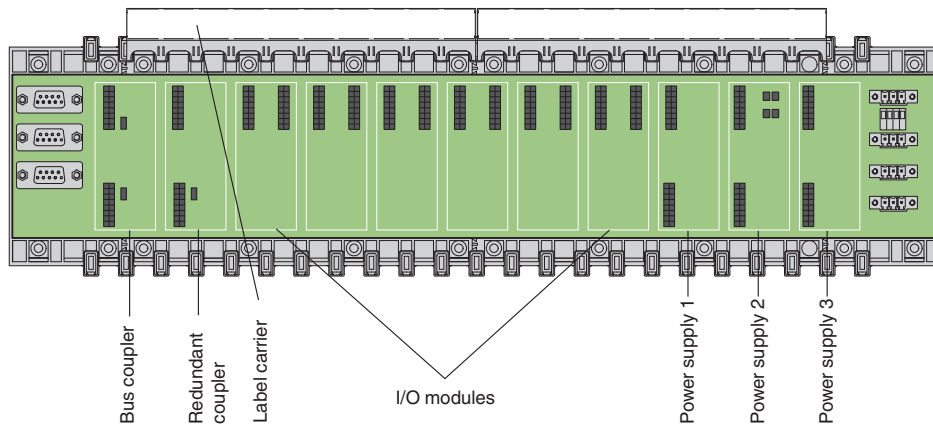 Bus coupler
Redundant
coupler
Label carrier
I/O modules
Power supply 1
Power supply 2
Power supply 3